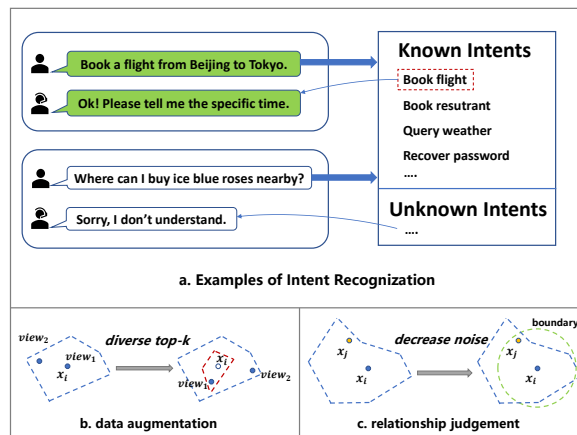 Book a flight from Beijing to Tokyo.
Ok! Please tell me the specific time.
Known Intents
Book flight
Book resutrant
Query weather
Recover password
....
Where can I buy ice blue roses nearby?
Sorry, I don't understand.
Unknown Intents
....
a. Examples of Intent Recognization
view₂
view₁
xᵢ
diverse top-k
xᵢ
view₁
view₂
b. data augmentation
xⱼ
xᵢ
decrease noise
boundary
xⱼ
xᵢ
c. relationship judgement